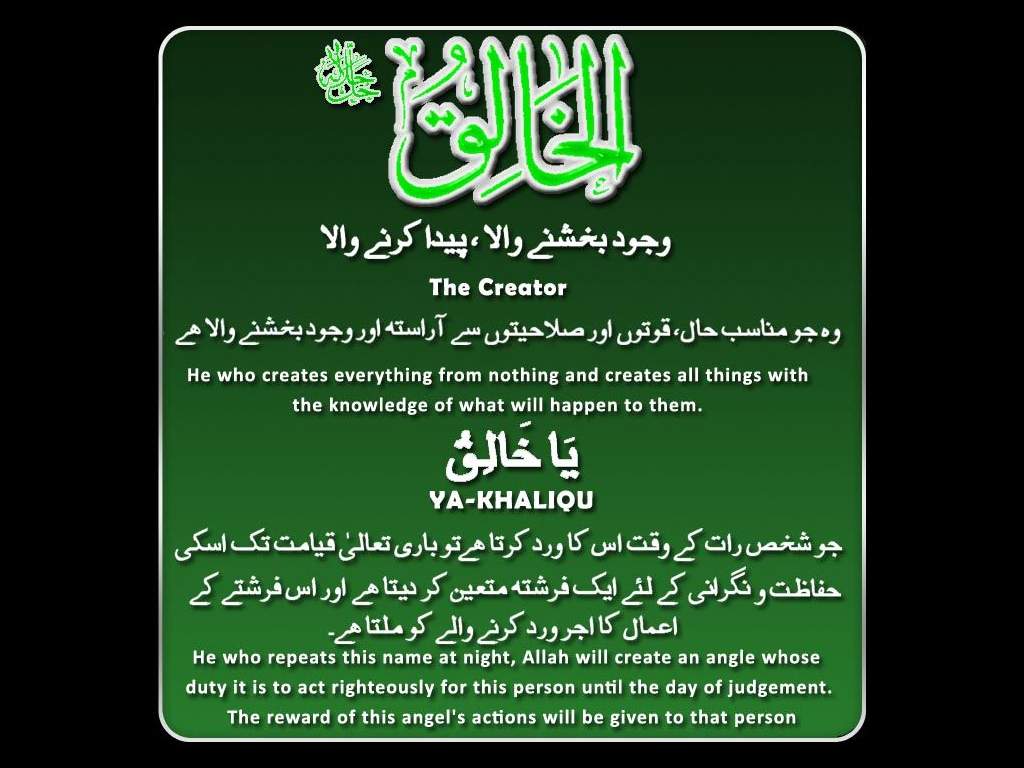 الخَالِقُ جل جلاله
وجود بخشنے والا، پیدا کرنے والا
The Creator
وہ جو مناسب حال، قوتوں اور صلاحیتوں سے آراستہ اور وجود بخشنے والا ھے
He who creates everything from nothing and creates all things with
the knowledge of what will happen to them.
يَا خَالِقُ
YA-KHALIQU
جو شخص رات کے وقت اس کا ورد کرتا ھے تو باری تعالیٰ قیامت تک اسکی
حفاظت و نگرانی کے لئے ایک فرشتہ متعین کر دیتا ھے اور اس فرشتے کے
اعمال کا اجر ورد کرنے والے کو ملتا ھے۔
He who repeats this name at night, Allah will create an angle whose
duty it is to act righteously for this person until the day of judgement.
The reward of this angel's actions will be given to that person